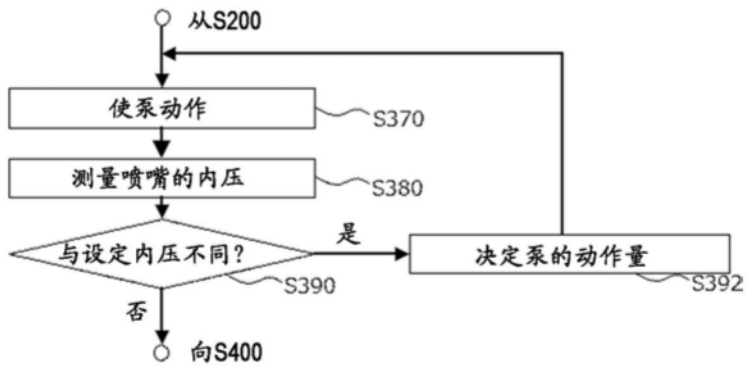 从S200
使泵动作
S370
测量喷嘴的内压
S380
与设定内压不同?
是
S390
决定泵的动作量
S392
否
向S400